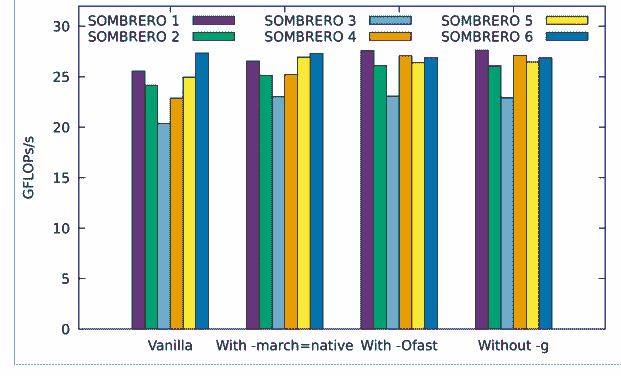 30
SOMBRERO 1 SOMBRERO 3 SOMBRERO 5
SOMBRERO 2 SOMBRERO 4 SOMBRERO 6
25
20
GFLOPs/s
15
10
5
0
Vanilla With -march=native With -Ofast Without -g